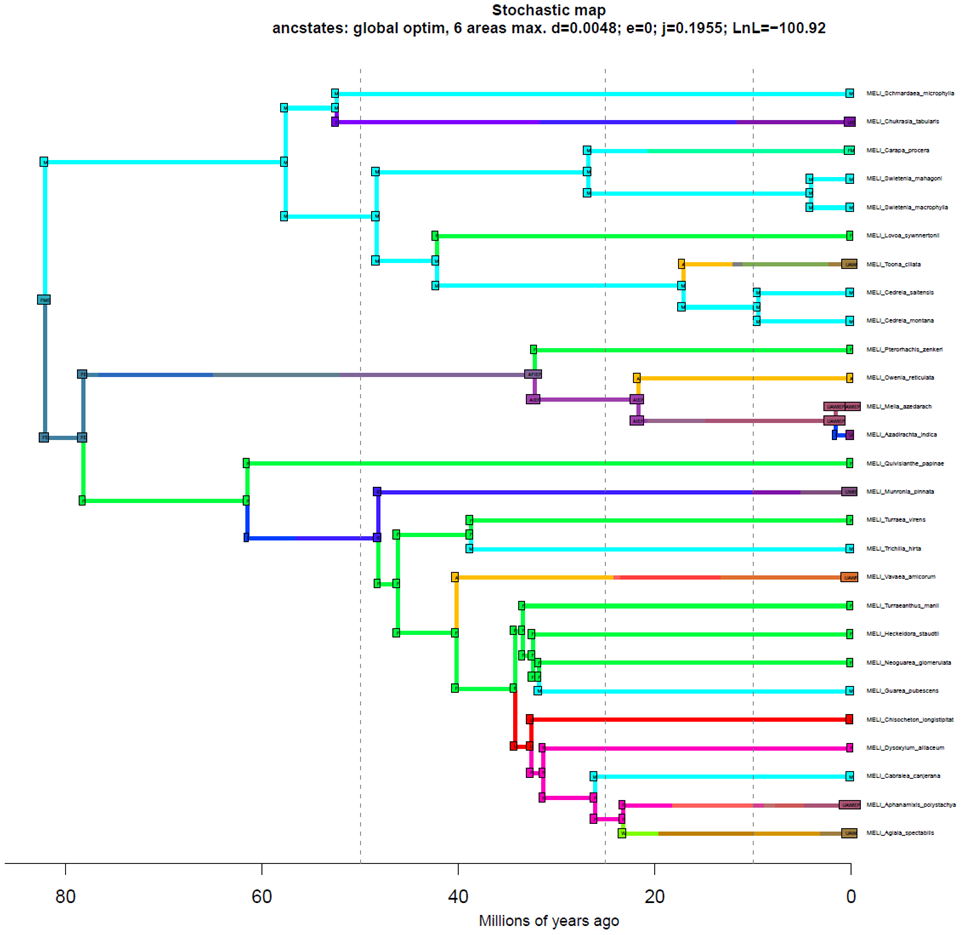 Stochastic map
ancstates: global optim, 6 areas max. d=0.0048; e=0; j=0.1955; LnL=−100.92
MELI_Schmardaea_microphylla
MELI_Chukrasia_tabularis
MELI_Carapa_procera
MELI_Swietenia_mahagoni
MELI_Swietenia_macrophylla
MELI_Lovoa_sywnnertonii
MELI_Toona_ciliata
MELI_Cedrela_saltensis
MELI_Cedrela_montana
MELI_Pterorhachis_zenkeri
MELI_Owenia_reticulata
MELI_Melia_azedarach
MELI_Azadirachta_indica
MELI_Quivisianthe_papinae
MELI_Munronia_pinnata
MELI_Turraea_virens
MELI_Trichilia_hirta
MELI_Vavaea_amicorum
MELI_Turraeanthus_manii
MELI_Heckeldora_staudtii
MELI_Neoguarea_glomerulata
MELI_Guarea_pubescens
MELI_Chisocheton_longistipitat
MELI_Dysoxylum_alliaceum
MELI_Cabralea_canjerana
MELI_Aphanamixis_polystachya
MELI_Aglaia_spectabilis
80 60 40 20 0
Millions of years ago